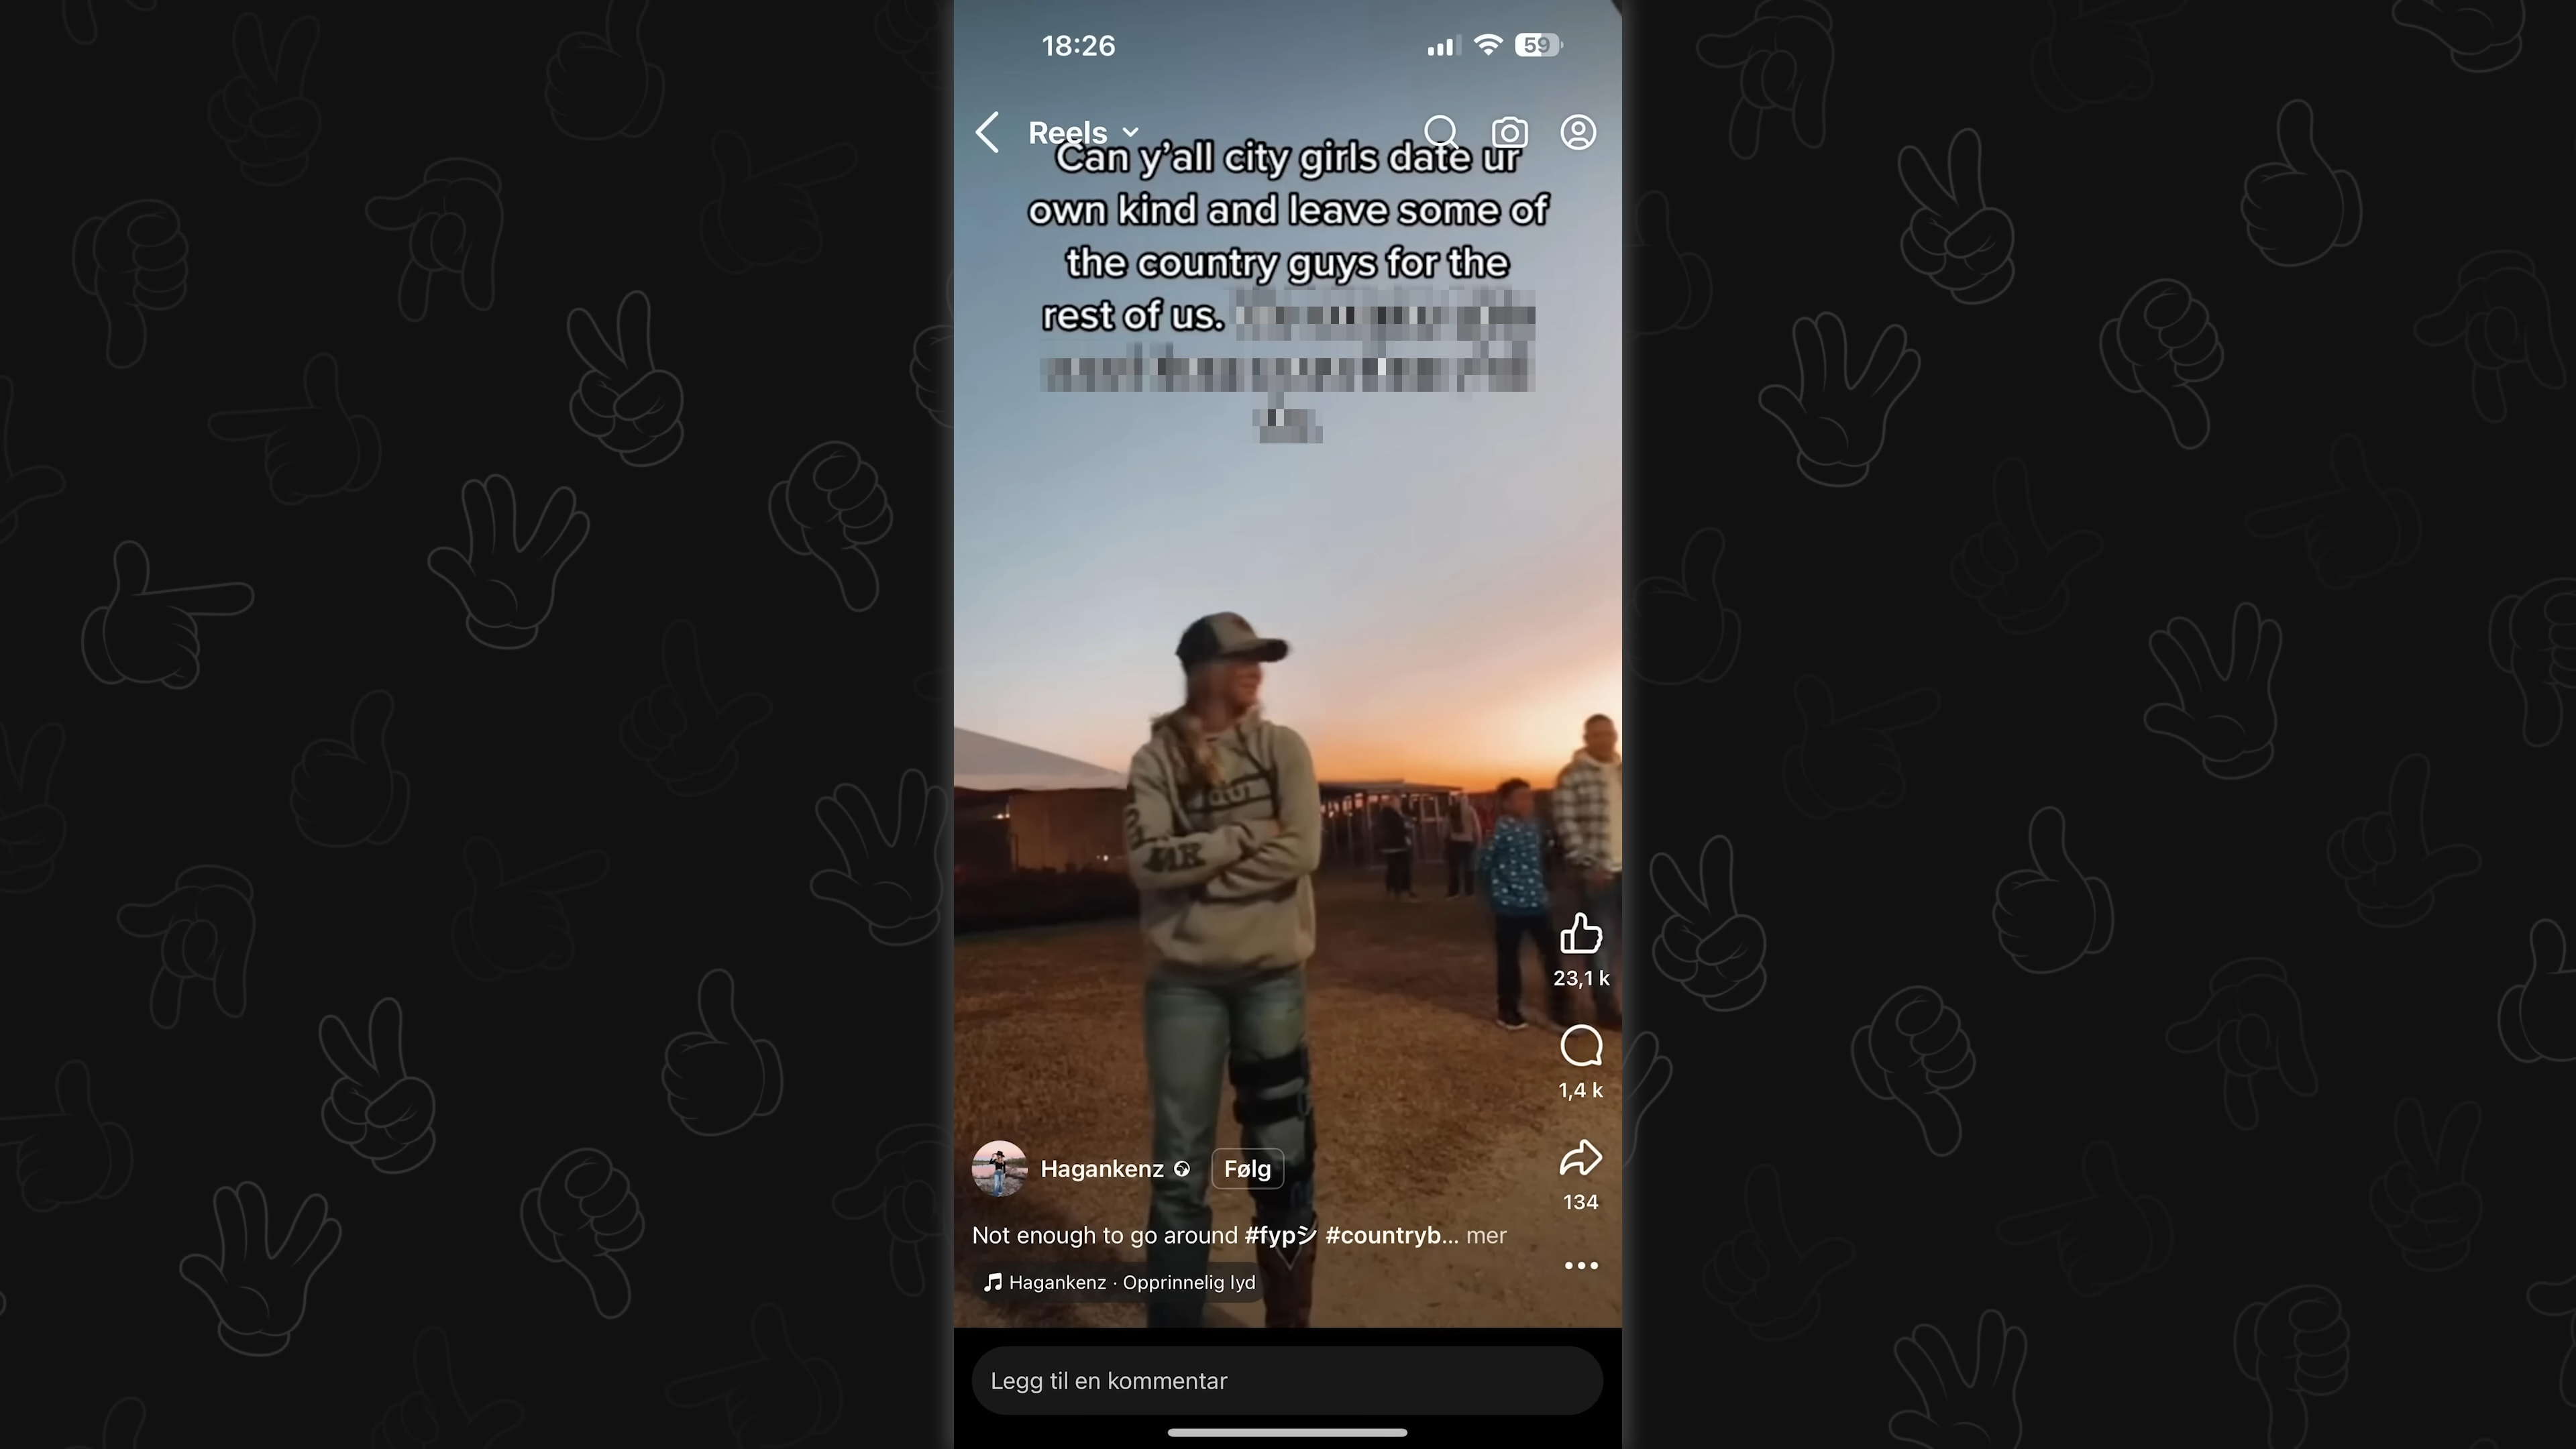 18:26
59
Reels
Can y'all city girls date ur
own kind and leave some of
the country guys for the
rest of us.
23,1 k
1,4 k
134
Hagankenz
Følg
Not enough to go around #fypシ #countryb... mer
Hagankenz · Opprinnelig lyd
Legg til en kommentar